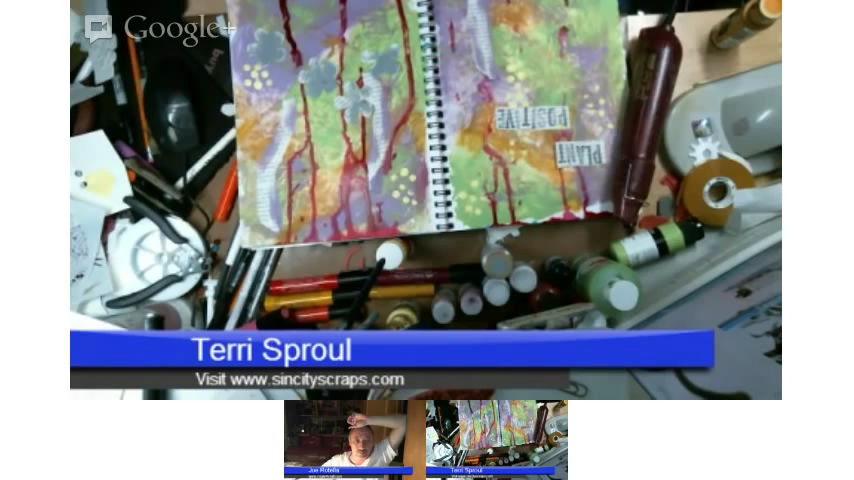 Google+
POSITIVE
PLANT
Terri Sproul
Visit www.sincityscraps.com
Joe Rotella
Terri Sproul